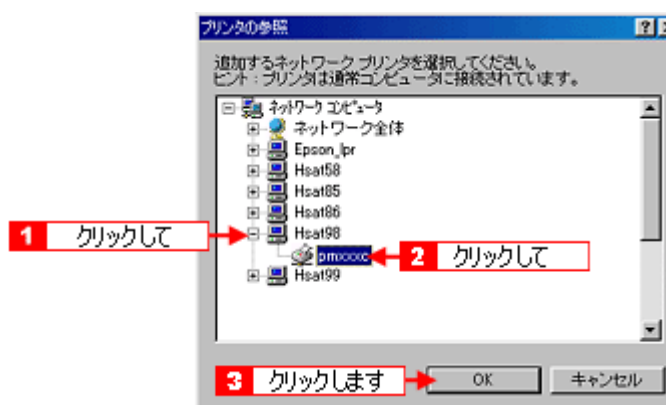 プリンタの参照
追加するネットワーク プリンタを選択してください。
ヒント：プリンタは通常コンピュータに接続されています。
ネットワーク コンピュータ
ネットワーク全体
Epson_lpr
Hsat58
Hsat85
Hsat86
1 クリックして
Hsat98
pmxxxc
2 クリックして
Hsat99
3 クリックします
OK
キャンセル